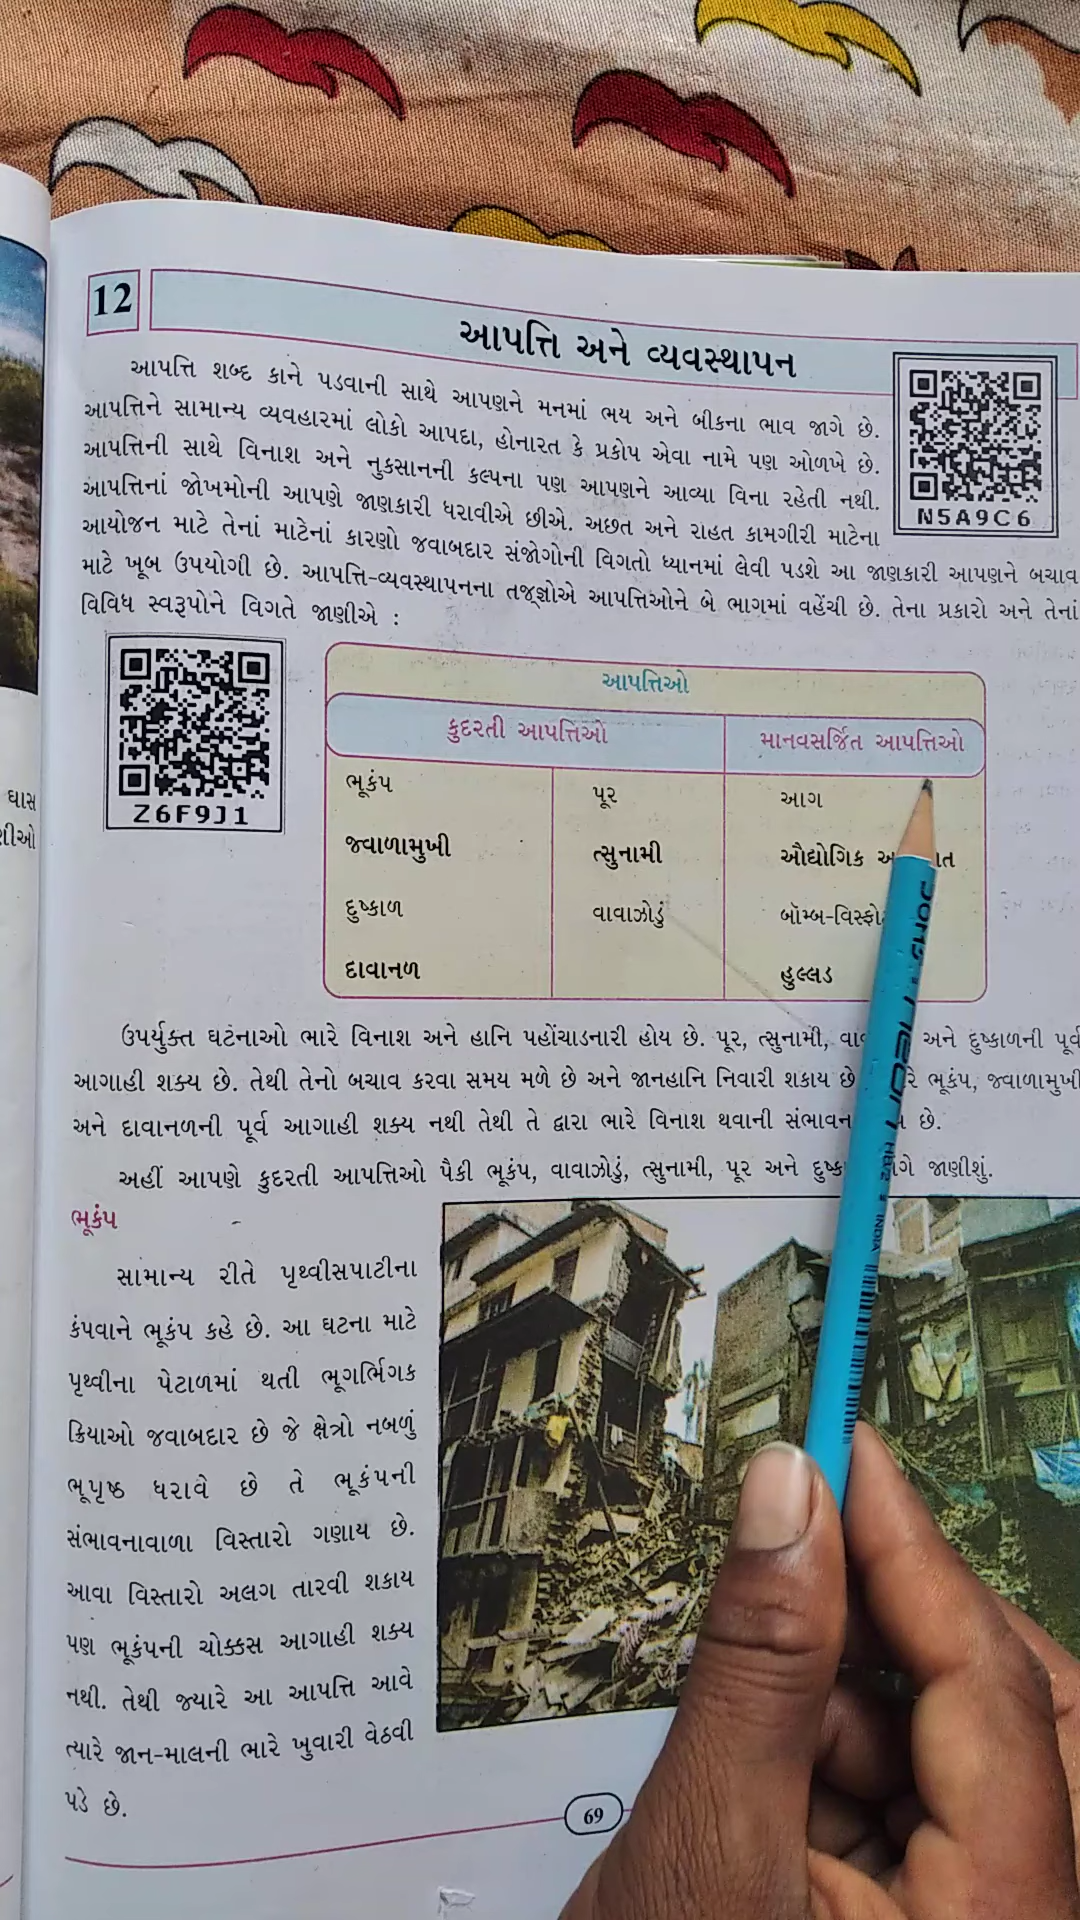 12
આપત્તિ અને વ્યવસ્થાપન
આપત્તિ શબ્દ કાને પડવાની સાથે આપણને મનમાં ભય અને બીકના ભાવ જાગે છે.
આપત્તિને સામાન્ય વ્યવહારમાં લોકો આપદા, હોનારત કે પ્રકોપ એવા નામે પણ ઓળખે છે.
આપત્તિની સાથે વિનાશ અને નુકસાનની કલ્પના પણ આપણને આવ્યા વિના રહેતી નથી.
આપત્તિનાં જોખમોની આપણે જાણકારી ધરાવીએ છીએ. અછત અને રાહત કામગીરી માટેના
આયોજન માટે તેનાં માટેનાં કારણો જવાબદાર સંજોગોની વિગતો ધ્યાનમાં લેવી પડશે આ જાણકારી આપણને બચાવ
માટે ખૂબ ઉપયોગી છે. આપત્તિ-વ્યવસ્થાપનના તજ્જ્ઞોએ આપત્તિઓને બે ભાગમાં વહેંચી છે. તેના પ્રકારો અને તેનાં
વિવિધ સ્વરૂપોને વિગતે જાણીએ :
N5A9C6
Z6F9J1
આપત્તિઓ
કુદરતી આપત્તિઓ માનવસર્જિત આપત્તિઓ
ભૂકંપ પૂર આગ
જ્વાળામુખી ત્સુનામી ઔદ્યોગિક
દુષ્કાળ વાવાઝોડું બૉમ્બ-વિસ્ફો
દાવાનળ હુલ્લડ
ઉપર્યુક્ત ઘટનાઓ ભારે વિનાશ અને હાનિ પહોંચાડનારી હોય છે. પૂર, ત્સુનામી, વા અને દુષ્કાળની પૂર્વ
આગાહી શક્ય છે. તેથી તેનો બચાવ કરવા સમય મળે છે અને જાનહાનિ નિવારી શકાય છે ભૂકંપ, જ્વાળામુખી
અને દાવાનળની પૂર્વ આગાહી શક્ય નથી તેથી તે દ્વારા ભારે વિનાશ થવાની સંભાવન છે.
અહીં આપણે કુદરતી આપત્તિઓ પૈકી ભૂકંપ, વાવાઝોડું, ત્સુનામી, પૂર અને દુષ્કા જાણીશું.
ભૂકંપ
સામાન્ય રીતે પૃથ્વીસપાટીના
કંપવાને ભૂકંપ કહે છે. આ ઘટના માટે
પૃથ્વીના પેટાળમાં થતી ભૂગર્ભિગક
ક્રિયાઓ જવાબદાર છે જે ક્ષેત્રો નબળું
ભૂપૃષ્ઠ ધરાવે છે તે ભૂકંપની
સંભાવનાવાળા વિસ્તારો ગણાય છે.
આવા વિસ્તારો અલગ તારવી શકાય
પણ ભૂકંપની ચોક્કસ આગાહી શક્ય
નથી. તેથી જ્યારે આ આપત્તિ આવે
ત્યારે જાન-માલની ભારે ખુવારી વેઠવી
પડે છે.
69
ઘાસ
INDIA